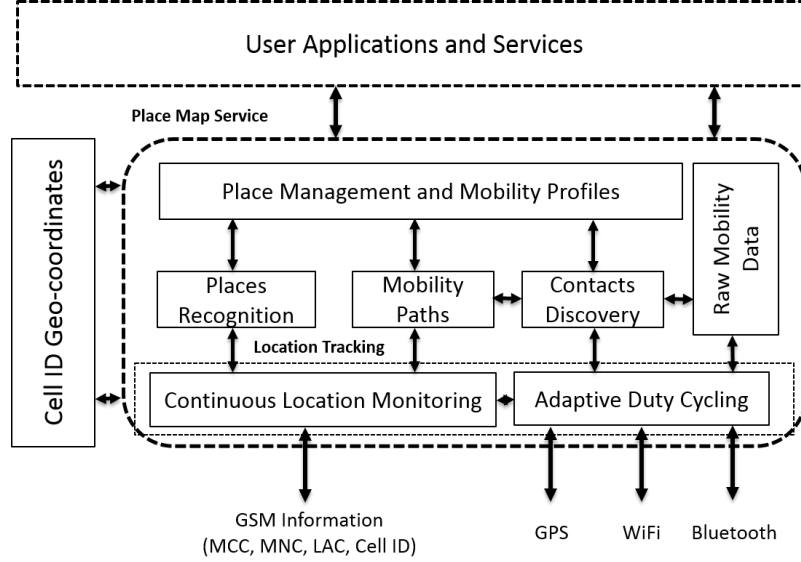 User Applications and Services
Place Map Service
Cell ID Geo-coordinates
Place Management and Mobility Profiles
Raw Mobility
Data
Places
Recognition
Mobility
Paths
Contacts
Discovery
Location Tracking
Continuous Location Monitoring
Adaptive Duty Cycling
GSM Information
(MCC, MNC, LAC, Cell ID)
GPS
WiFi
Bluetooth